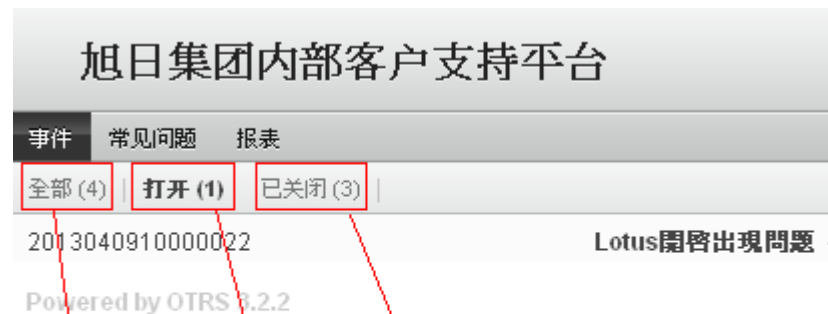 旭日集团内部客户支持平台
事件 常见问题 报表
全部 (4) | 打开 (1) 已关闭 (3) |
2013040910000022 Lotus開啓出現問題
Powered by OTRS 3.2.2